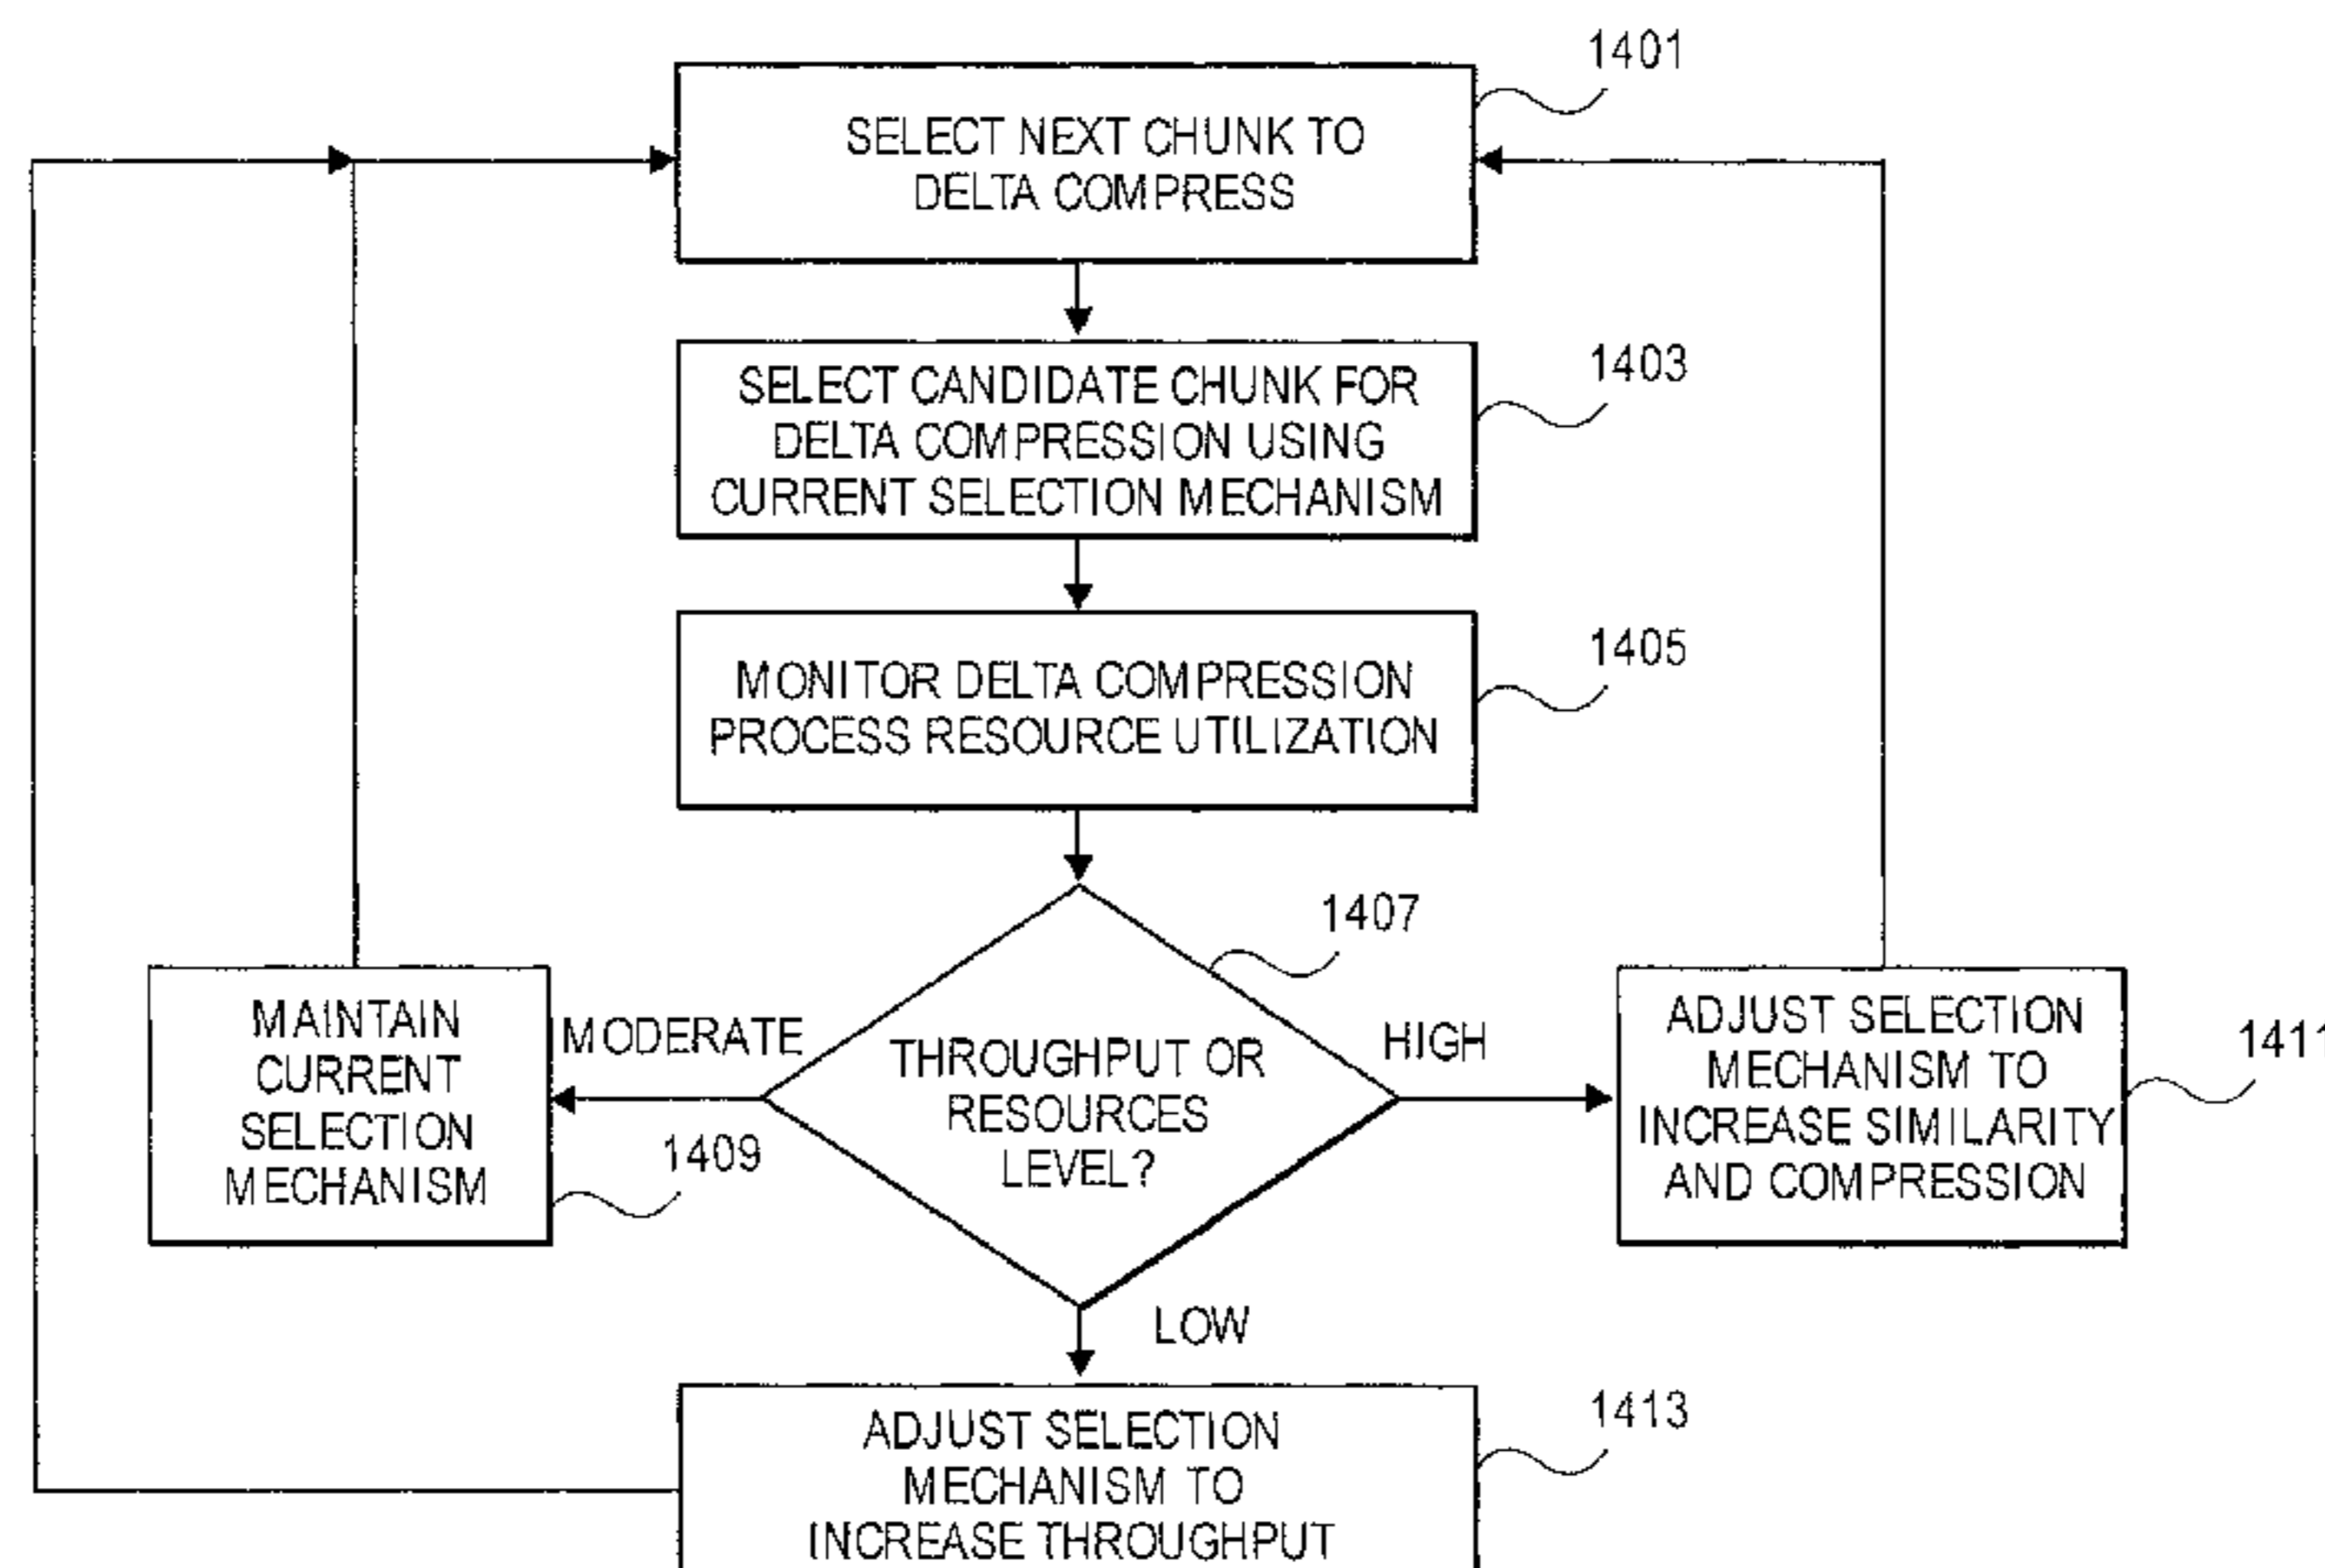 1401
SELECT NEXT CHUNK TO
DELTA COMPRESS
1403
SELECT CANDIDATE CHUNK FOR
DELTA COMPRESSION USING
CURRENT SELECTION MECHANISM
1405
MONITOR DELTA COMPRESSION
PROCESS RESOURCE UTILIZATION
1407
THROUGHPUT OR
RESOURCES
LEVEL?
MODERATE
MAINTAIN
CURRENT
SELECTION
MECHANISM
1409
HIGH
ADJUST SELECTION
MECHANISM TO
INCREASE SIMILARITY
AND COMPRESSION
1411
LOW
1413
ADJUST SELECTION
MECHANISM TO
INCREASE THROUGHPUT